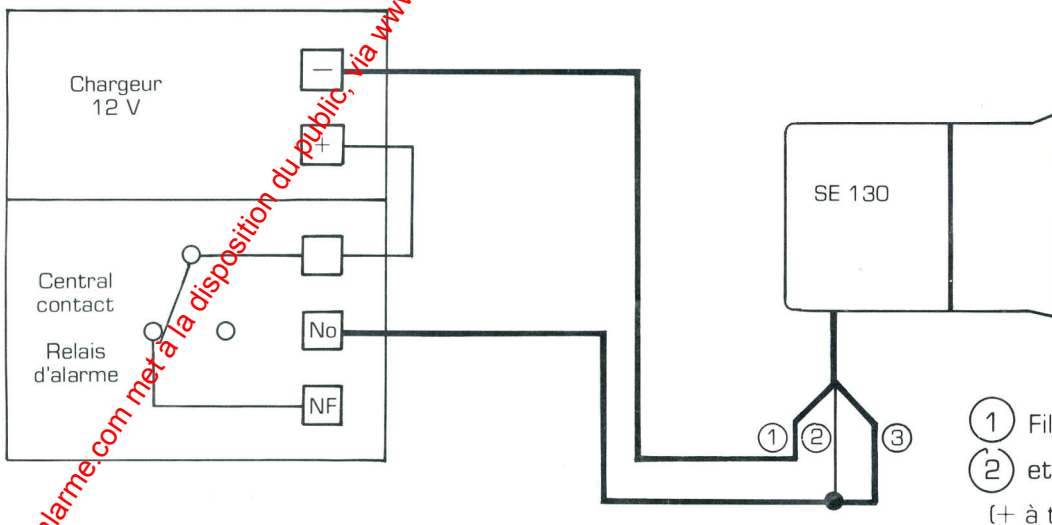 Chargeur
12 V
—
+
Central
contact
Relais
d'alarme
No
NF
SE 130
1
2
3
1 Fil
2 et
(+ à t
alarme.com met à la disposition du public, via www